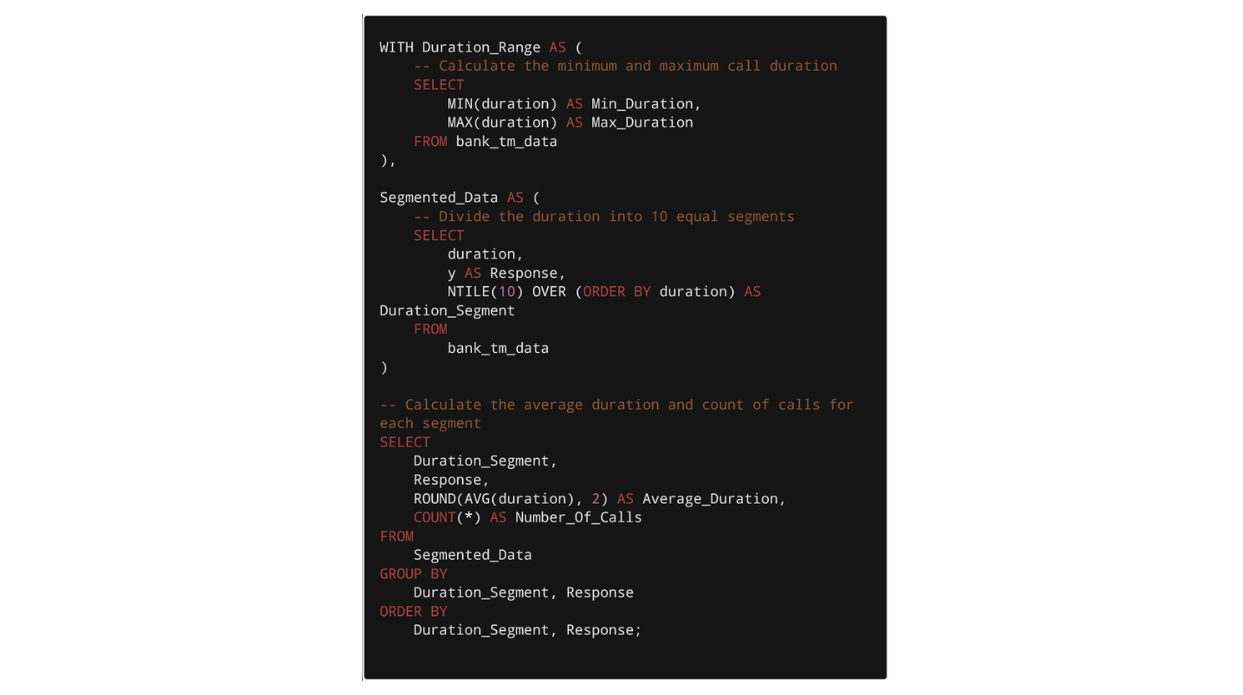 WITH Duration_Range AS (
-- Calculate the minimum and maximum call duration
SELECT
MIN(duration) AS Min_Duration,
MAX(duration) AS Max_Duration
FROM bank_tm_data
),
Segmented_Data AS (
-- Divide the duration into 10 equal segments
SELECT
duration,
y AS Response,
NTILE(10) OVER (ORDER BY duration) AS
Duration_Segment
FROM
bank_tm_data
)
-- Calculate the average duration and count of calls for
each segment
SELECT
Duration_Segment,
Response,
ROUND(AVG(duration), 2) AS Average_Duration,
COUNT(*) AS Number_Of_Calls
FROM
Segmented_Data
GROUP BY
Duration_Segment, Response
ORDER BY
Duration_Segment, Response;